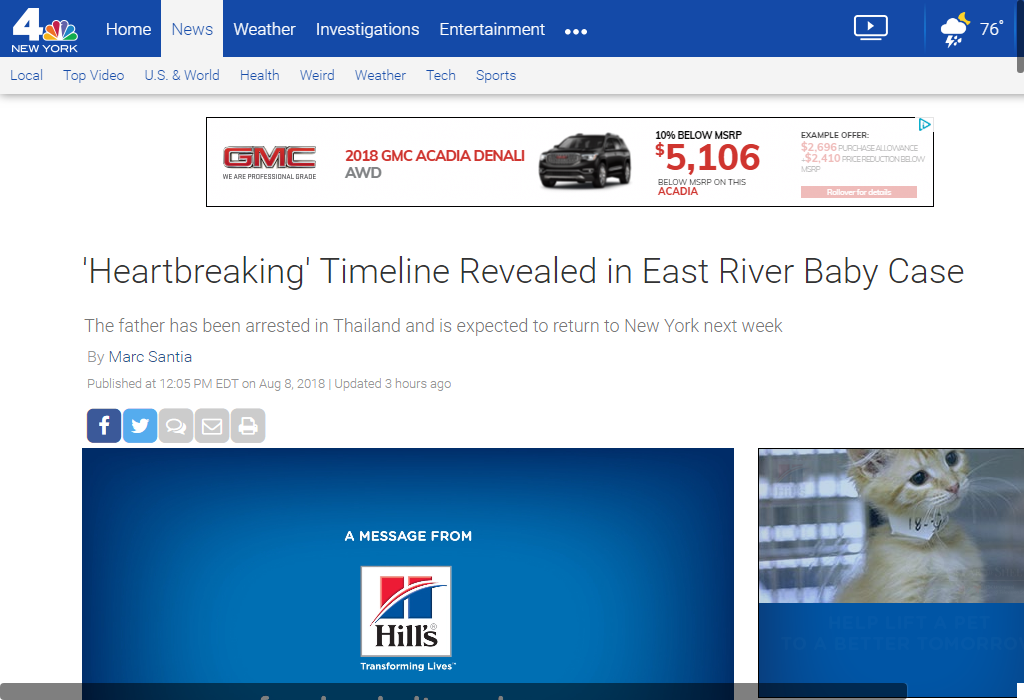 4
NEW YORK
Home News Weather Investigations Entertainment •••
76°
Local Top Video U.S. & World Health Weird Weather Tech Sports
GMC
WE ARE PROFESSIONAL GRADE
2018 GMC ACADIA DENALI
AWD
10% BELOW MSRP
$5,106
BELOW MSRP ON THIS
ACADIA
EXAMPLE OFFER:
$2,696 PURCHASE ALLOWANCE
-$2,410 PRICE REDUCTION BELOW
MSRP
Rollover for details
'Heartbreaking' Timeline Revealed in East River Baby Case
The father has been arrested in Thailand and is expected to return to New York next week
By Marc Santia
Published at 12:05 PM EDT on Aug 8, 2018 | Updated 3 hours ago
A MESSAGE FROM
Hill's
Transforming Lives™
HELP LIFT A PET
TO A BETTER TOMORROW